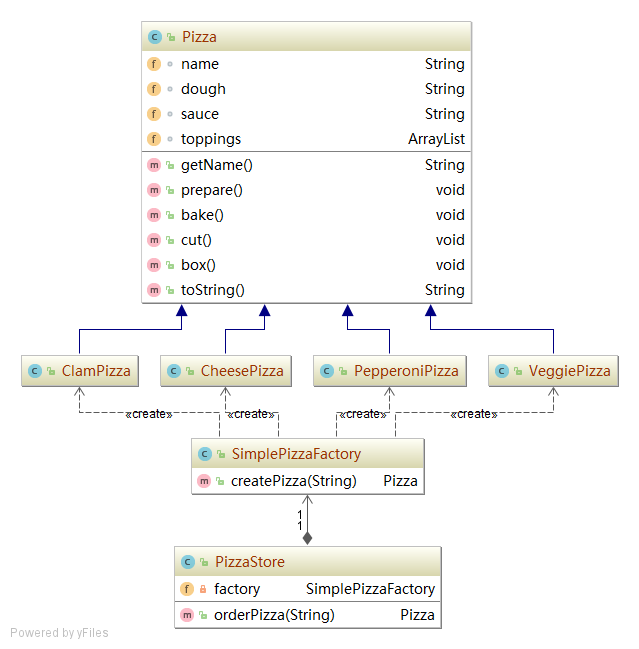 C Pizza
f name String
f dough String
f sauce String
f toppings ArrayList
m getName() String
m prepare() void
m bake() void
m cut() void
m box() void
m toString() String
C ClamPizza C CheesePizza C PepperoniPizza C VeggiePizza
«create» «create» «create» «create»
C SimplePizzaFactory
m createPizza(String) Pizza
1
1
C PizzaStore
f factory SimplePizzaFactory
m orderPizza(String) Pizza
Powered by yFiles